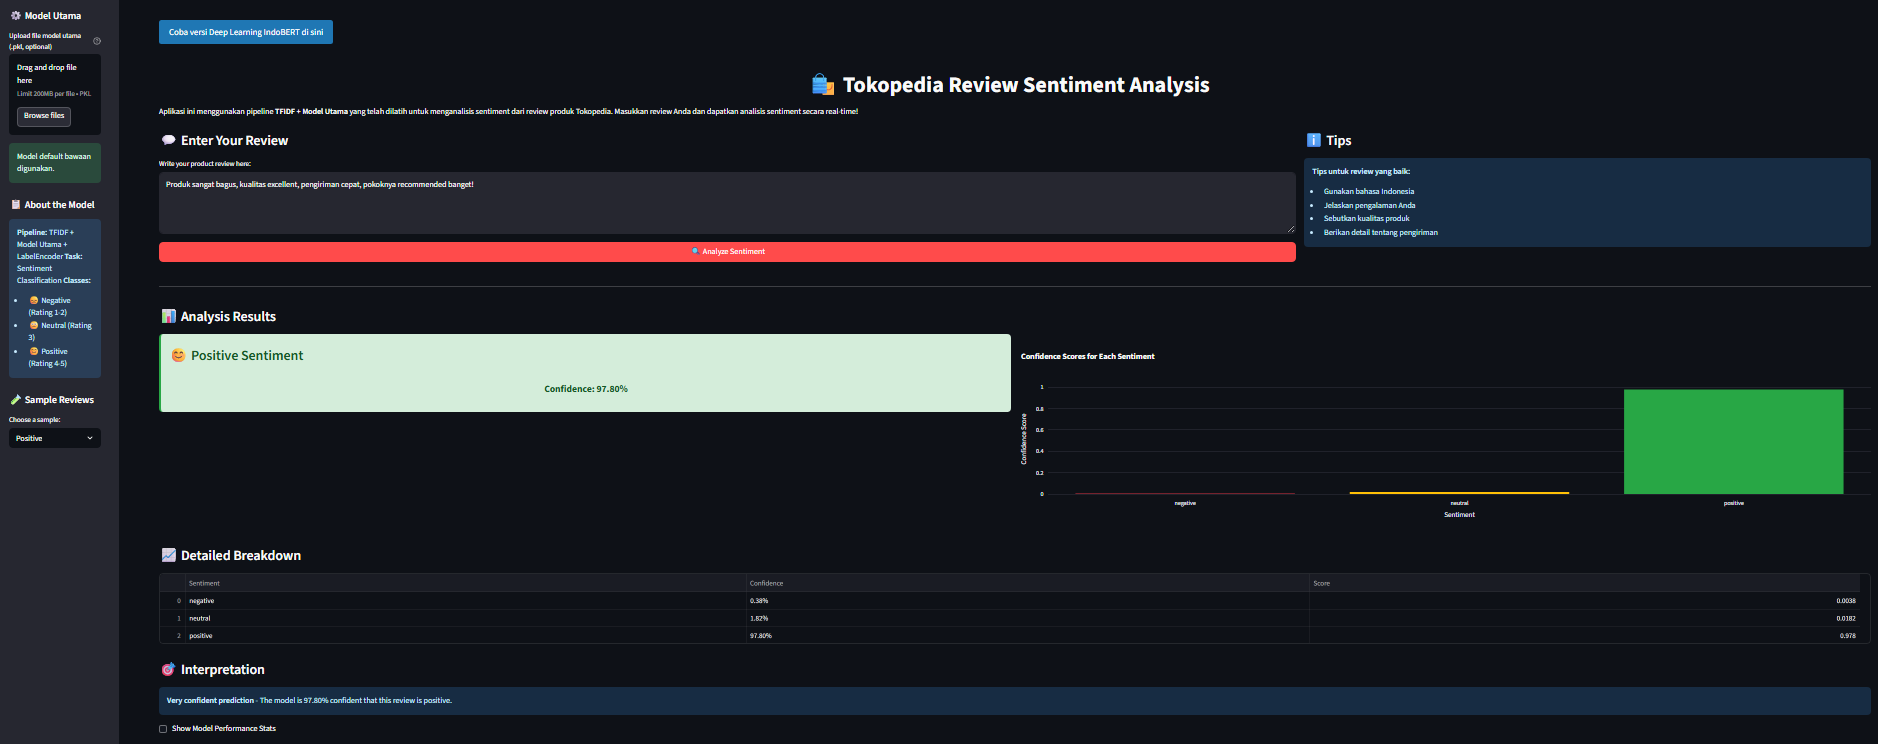 Model Utama
Upload file model utama
(.pkl, optional)
Drag and drop file
here
Limit 200MB per file • PKL
Browse files
Model default bawaan
digunakan.
About the Model
Pipeline: TFIDF +
Model Utama +
LabelEncoder Task:
Sentiment
Classification Classes:
Negative
(Rating 1-2)
Neutral (Rating
3)
Positive
(Rating 4-5)
Sample Reviews
Choose a sample:
Positive
Coba versi Deep Learning IndoBERT di sini
Tokopedia Review Sentiment Analysis
Aplikasi ini menggunakan pipeline TFIDF + Model Utama yang telah dilatih untuk menganalisis sentiment dari review produk Tokopedia. Masukkan review Anda dan dapatkan analisis sentiment secara real-time!
Enter Your Review
Write your product review here:
Produk sangat bagus, kualitas excellent, pengiriman cepat, pokoknya recommended banget!
Analyze Sentiment
Tips
Tips untuk review yang baik:
Gunakan bahasa Indonesia
Jelaskan pengalaman Anda
Sebutkan kualitas produk
Berikan detail tentang pengiriman
Analysis Results
Positive Sentiment
Confidence: 97.80%
Confidence Scores for Each Sentiment
1
0.8
0.6
0.4
0.2
0
Confidence Score
negative neutral positive
Sentiment
Detailed Breakdown
Sentiment Confidence Score
0 negative 0.38% 0.0038
1 neutral 1.82% 0.0182
2 positive 97.80% 0.978
Interpretation
Very confident prediction - The model is 97.80% confident that this review is positive.
Show Model Performance Stats